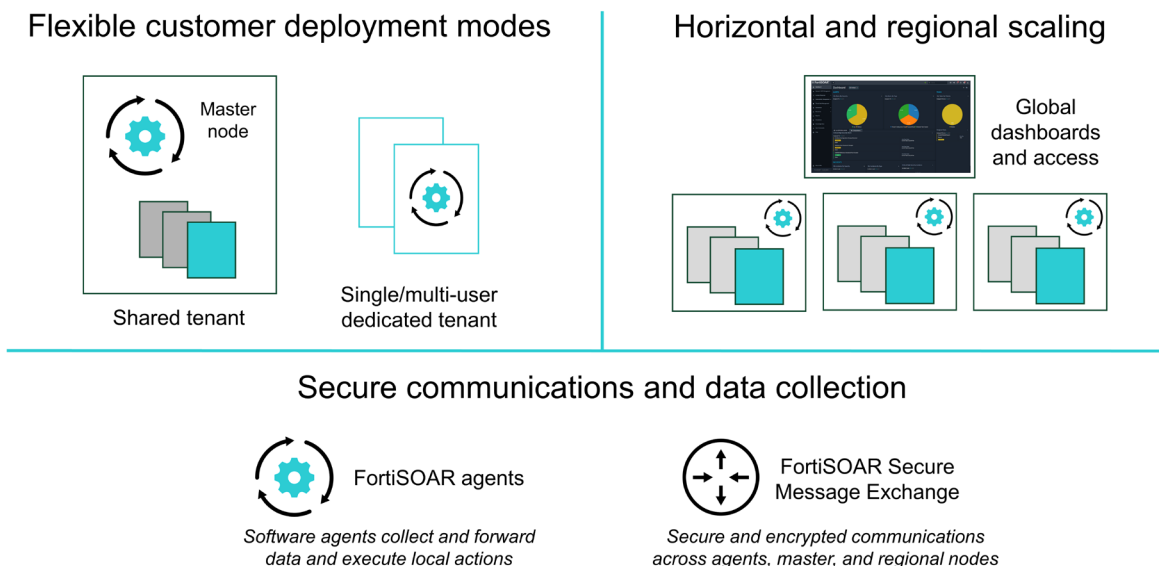 Flexible customer deployment modes
Master
node
Shared tenant
Single/multi-user
dedicated tenant
Horizontal and regional scaling
Global
dashboards
and access
Secure communications and data collection
FortiSOAR agents
Software agents collect and forward
data and execute local actions
FortiSOAR Secure
Message Exchange
Secure and encrypted communications
across agents, master, and regional nodes